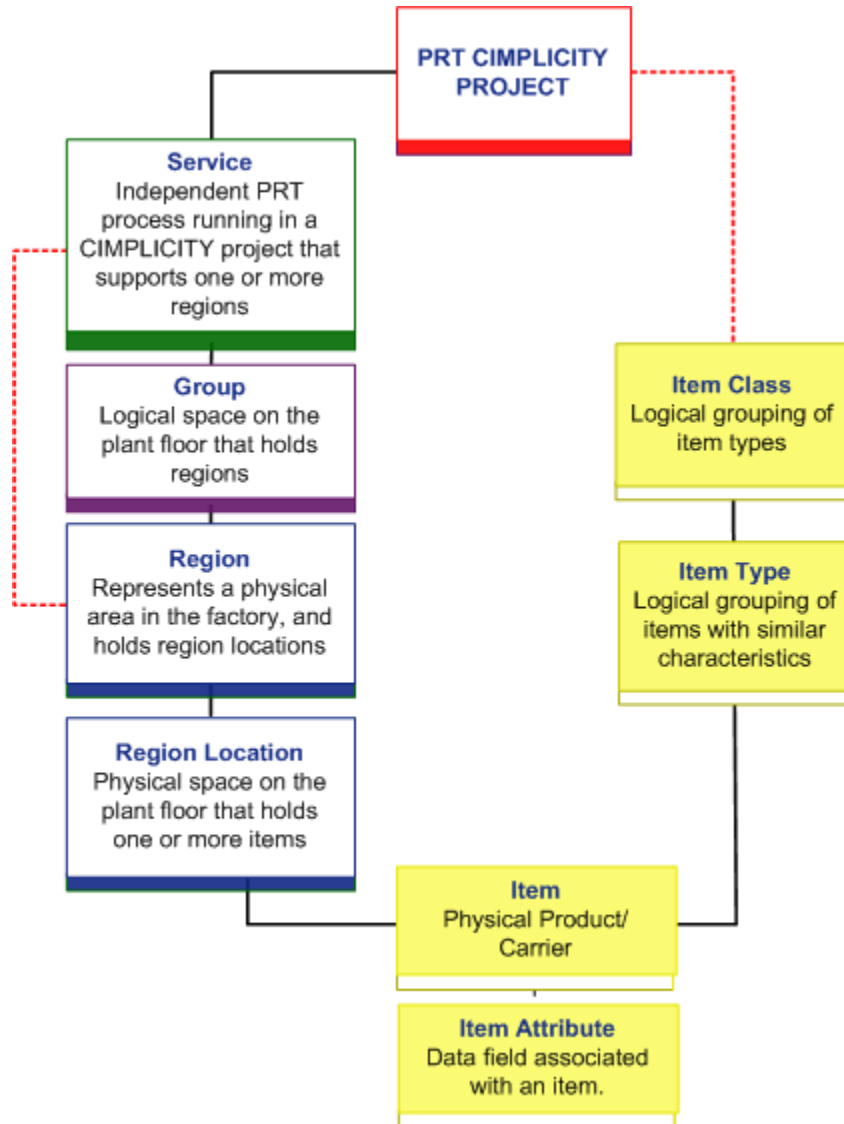 PRT CIMPLICITY
PROJECT
Service
Independent PRT
process running in a
CIMPLICITY project that
supports one or more
regions
Group
Logical space on the
plant floor that holds
regions
Region
Represents a physical
area in the factory, and
holds region locations
Region Location
Physical space on the
plant floor that holds
one or more items
Item Class
Logical grouping of
item types
Item Type
Logical grouping of
items with similar
characteristics
Item
Physical Product/
Carrier
Item Attribute
Data field associated
with an item.